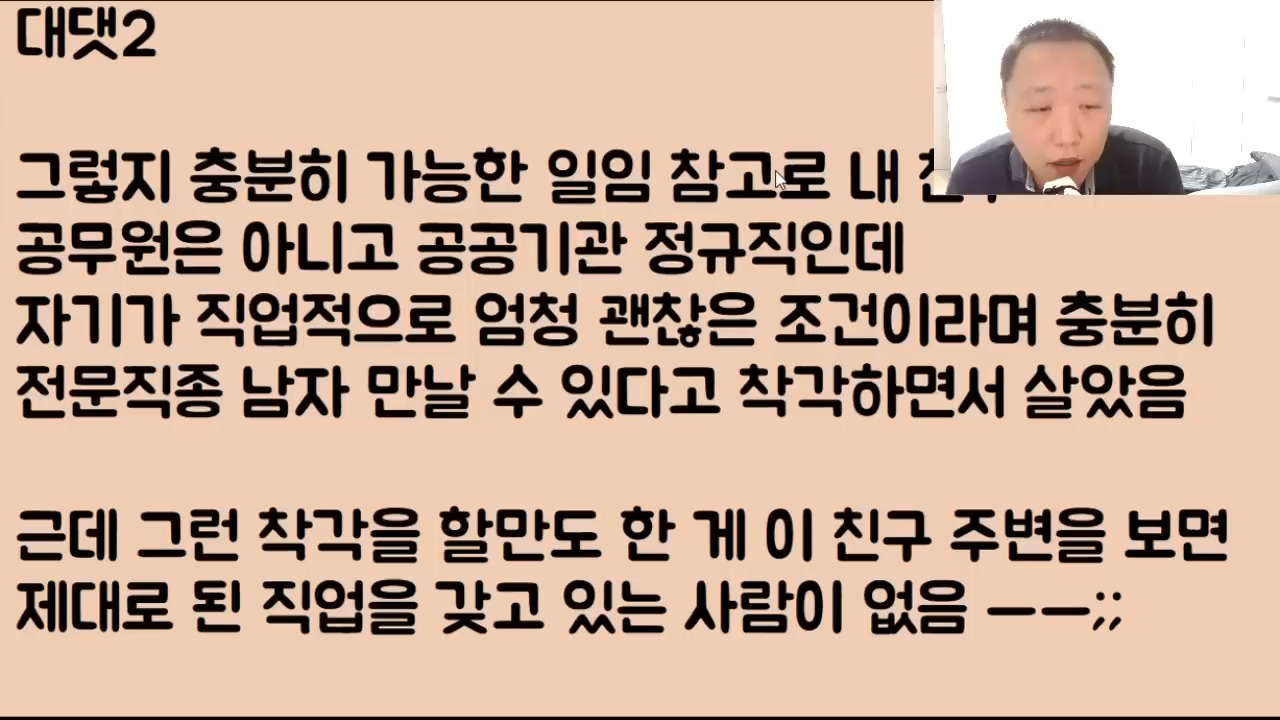 대댓2
그렇지 충분히 가능한 일임 참고로 내
공무원은 아니고 공공기관 정규직인데
자기가 직업적으로 엄청 괜찮은 조건이라며 충분히
전문직종 남자 만날 수 있다고 착각하면서 살았음
근데 그런 착각을 할만도 한 게 이 친구 주변을 보면
제대로 된 직업을 갖고 있는 사람이 없음 ㅡㅡ;;